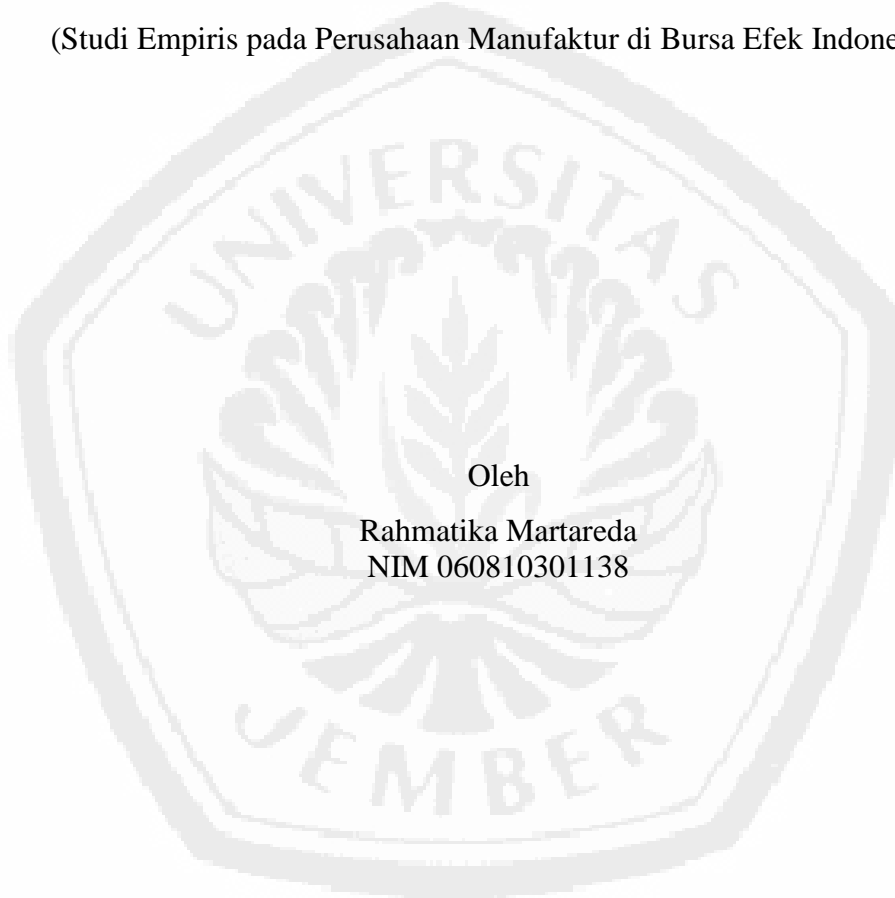 (Studi Empiris pada Perusahaan Manufaktur di Bursa Efek Indone
UNIVERSITAS
Oleh
Rahmatika Martareda
NIM 060810301138
JEMBER